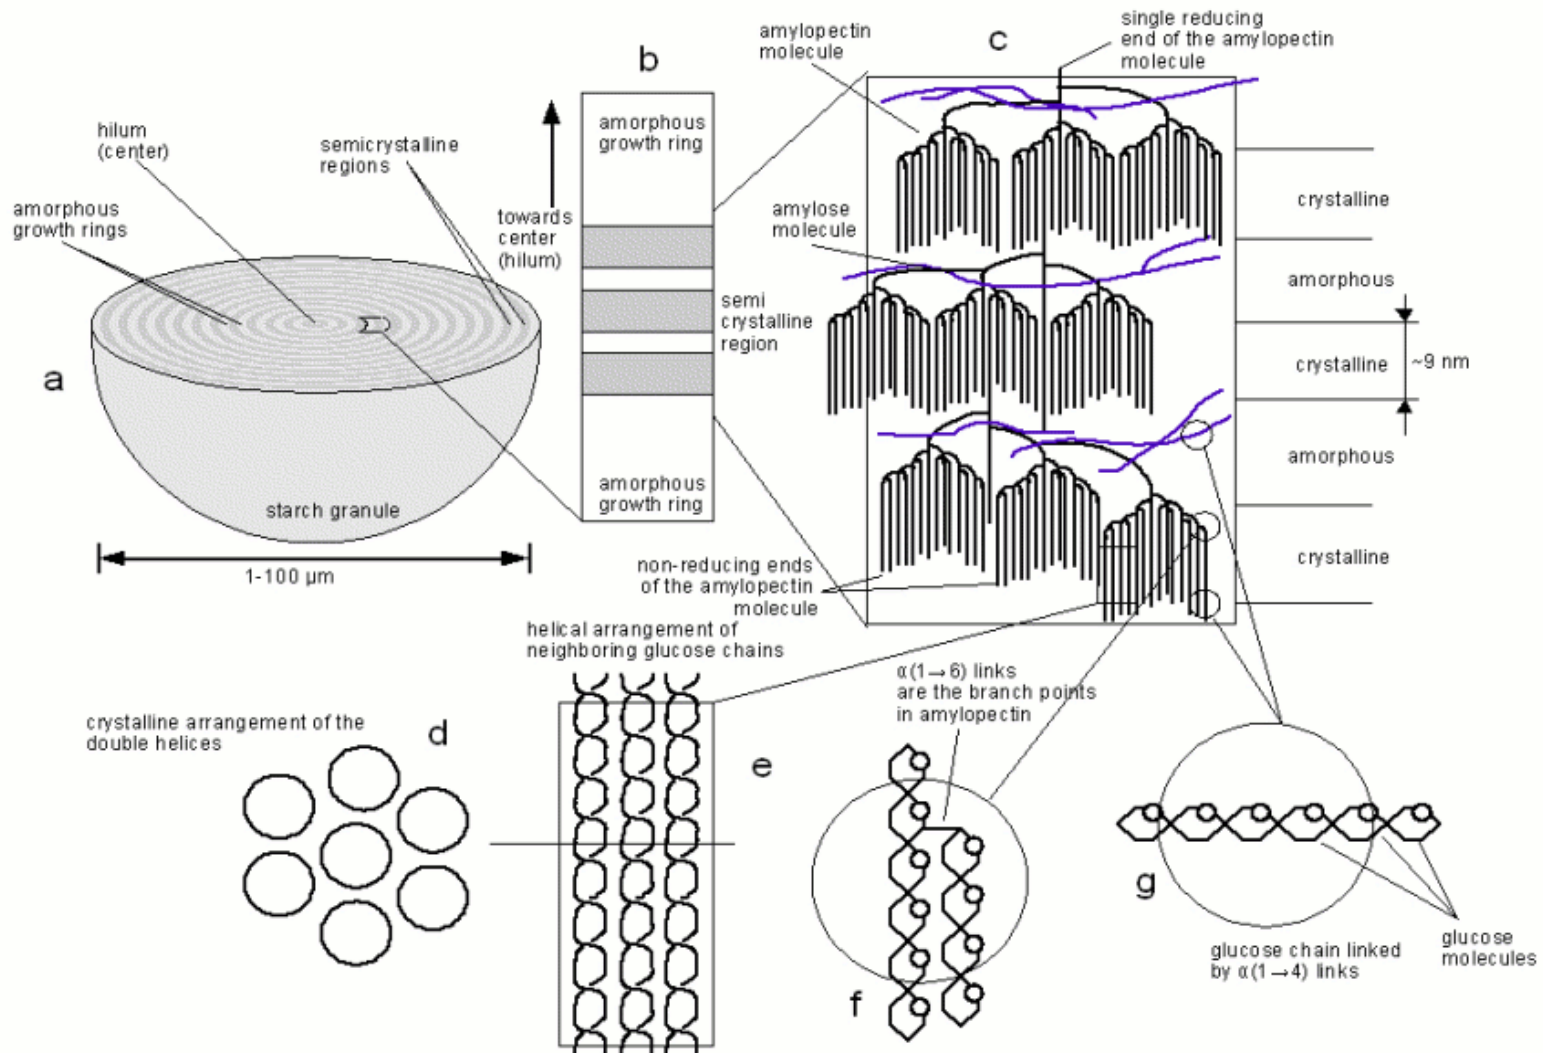 a
hilum
(center)
semicrystalline
regions
amorphous
growth rings
starch granule
1-100 µm
b
towards
center
(hilum)
amorphous
growth ring
semi
crystalline
region
amorphous
growth ring
c
amylopectin
molecule
single reducing
end of the amylopectin
molecule
amylose
molecule
crystalline
amorphous
crystalline
~9 nm
amorphous
crystalline
non-reducing ends
of the amylopectin
molecule
helical arrangement of
neighboring glucose chains
crystalline arrangement of the
double helices
d
e
α(1→6) links
are the branch points
in amylopectin
f
g
glucose chain linked
by α(1→4) links
glucose
molecules